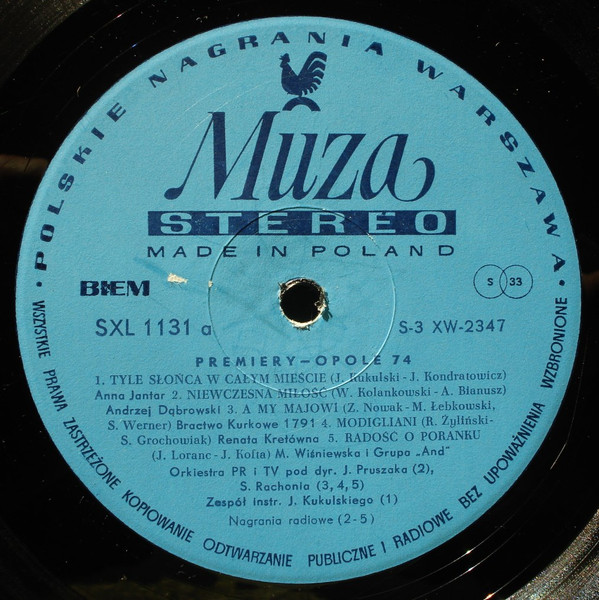 • POLSKIE NAGRANIA WARSZAWA •
Muza
STEREO
MADE IN POLAND
BIEM
S 33
SXL 1131 a
S-3 XW-2347
PREMIERY—OPOLE 74
1. TYLE SŁOŃCA W CAŁYM MIEŚCIE (J. Kukulski - J. Kondratowicz)
Anna Jantar 2. NIEWCZESNA MIŁOŚĆ (W. Kolankowski - A. Bianusz)
Andrzej Dąbrowski 3. A MY MAJOWI (Z. Nowak - M. Łebkowski,
S. Werner) Bractwo Kurkowe 1791 4. MODIGLIANI (R. Żyliński-
S. Grochowiak) Renata Kretówna 5. RADOŚĆ O PORANKU
(J. Loranc - J. Kofta) M. Wiśniewska i Grupa „And"
Orkiestra PR i TV pod dyr. J. Pruszaka (2),
S. Rachonia (3, 4, 5)
Zespół instr. J. Kukulskiego (1)
Nagrania radiowe (2-5)
WSZYSTKIE PRAWA ZASTRZEŻONE KOPIOWANIE ODTWARZANIE PUBLICZNE I RADIOWE BEZ UPOWAŻNIENIA WZBRONIONE